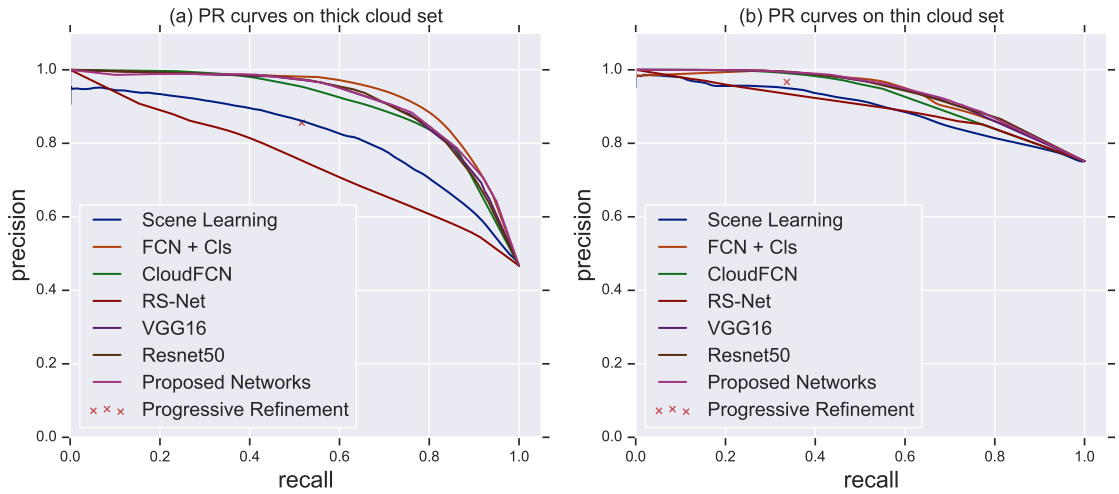 (a) PR curves on thick cloud set
1.0
0.8
0.6
0.4
0.2
0.0
precision
Scene Learning
FCN + Cls
CloudFCN
RS-Net
VGG16
Resnet50
Proposed Networks
Progressive Refinement
0.0 0.2 0.4 0.6 0.8 1.0
recall
(b) PR curves on thin cloud set
1.0
0.8
0.6
0.4
0.2
0.0
precision
Scene Learning
FCN + Cls
CloudFCN
RS-Net
VGG16
Resnet50
Proposed Networks
Progressive Refinement
0.0 0.2 0.4 0.6 0.8 1.0
recall